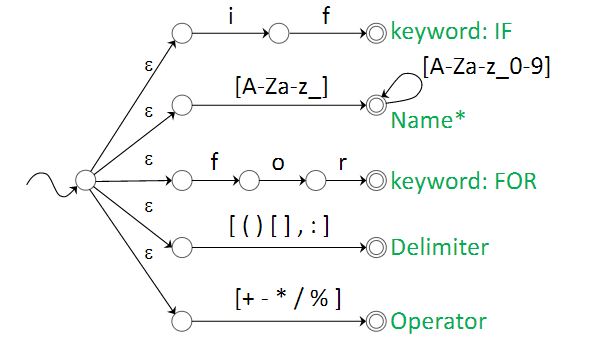 i f
keyword: IF
ε
[A-Za-z_]
[A-Za-z_0-9]
ε
Name*
ε
f o r
keyword: FOR
ε
[ ( ) [ ] , : ]
Delimiter
ε
[+ - * / % ]
Operator